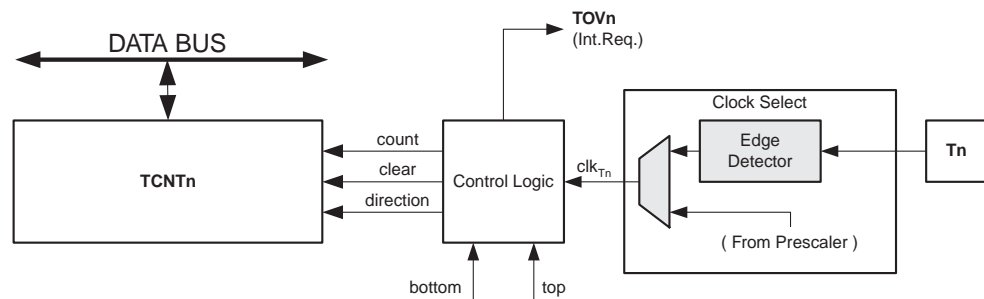 TOVn
(Int.Req.)
DATA BUS
Clock Select
count
Edge
Detector
Tn
clkTn
TCNTn
clear
Control Logic
direction
( From Prescaler )
bottom
top